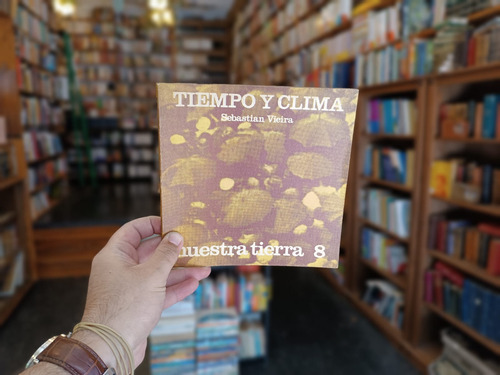 TIEMPO Y CLIMA
Sebastian Vieira
nuestra tierra 8